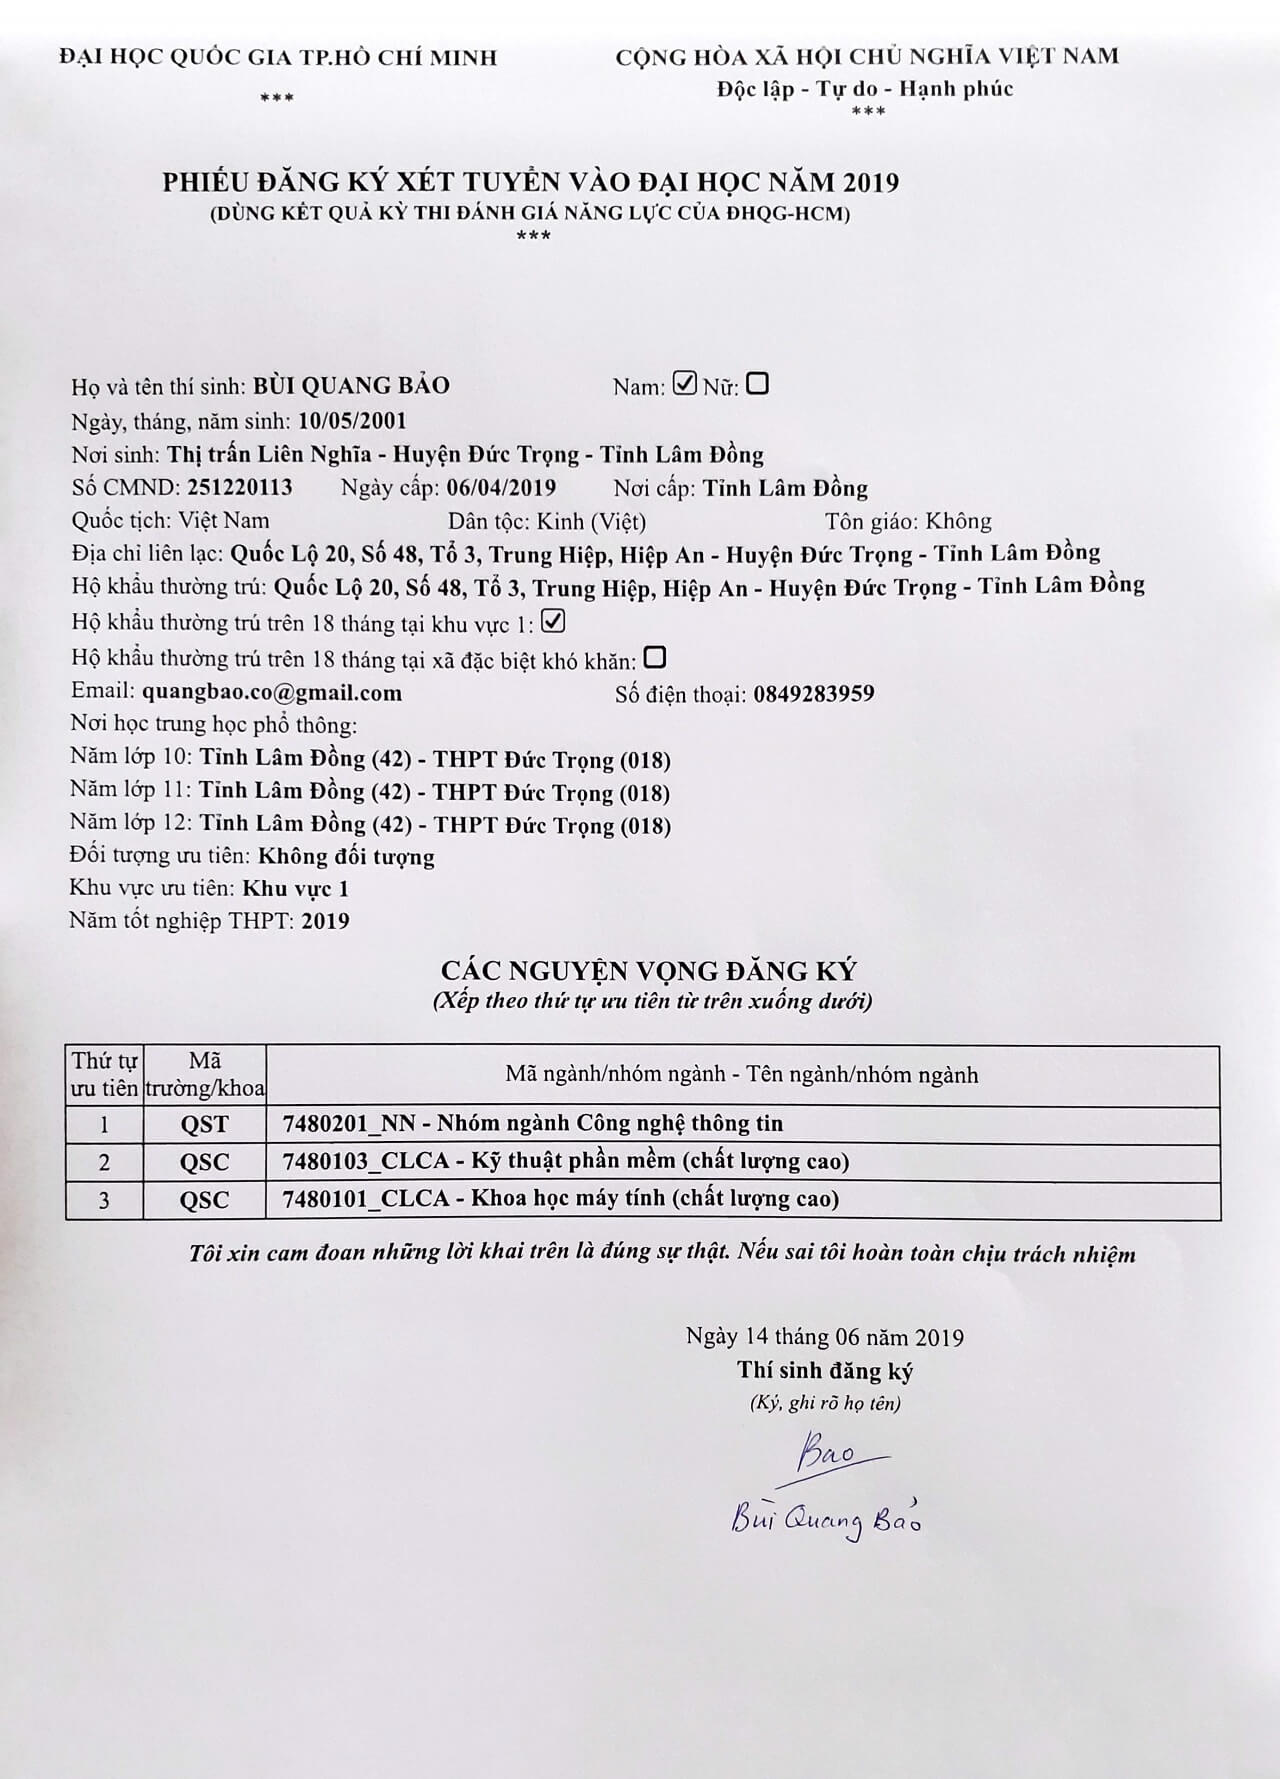 ĐẠI HỌC QUỐC GIA TP.HỒ CHÍ MINH
***
CỘNG HÒA XÃ HỘI CHỦ NGHĨA VIỆT NAM
Độc lập - Tự do - Hạnh phúc
***
PHIẾU ĐĂNG KÝ XÉT TUYỂN VÀO ĐẠI HỌC NĂM 2019
(DÙNG KẾT QUẢ KỲ THI ĐÁNH GIÁ NĂNG LỰC CỦA ĐHQG-HCM)
***
Họ và tên thí sinh: BÙI QUANG BẢO Nam: ☑ Nữ: ☐
Ngày, tháng, năm sinh: 10/05/2001
Nơi sinh: Thị trấn Liên Nghĩa - Huyện Đức Trọng - Tỉnh Lâm Đồng
Số CMND: 251220113 Ngày cấp: 06/04/2019 Nơi cấp: Tỉnh Lâm Đồng
Quốc tịch: Việt Nam Dân tộc: Kinh (Việt) Tôn giáo: Không
Địa chỉ liên lạc: Quốc Lộ 20, Số 48, Tổ 3, Trung Hiệp, Hiệp An - Huyện Đức Trọng - Tỉnh Lâm Đồng
Hộ khẩu thường trú: Quốc Lộ 20, Số 48, Tổ 3, Trung Hiệp, Hiệp An - Huyện Đức Trọng - Tỉnh Lâm Đồng
Hộ khẩu thường trú trên 18 tháng tại khu vực 1: ☑
Hộ khẩu thường trú trên 18 tháng tại xã đặc biệt khó khăn: ☐
Email: quangbao.co@gmail.com Số điện thoại: 0849283959
Nơi học trung học phổ thông:
Năm lớp 10: Tỉnh Lâm Đồng (42) - THPT Đức Trọng (018)
Năm lớp 11: Tỉnh Lâm Đồng (42) - THPT Đức Trọng (018)
Năm lớp 12: Tỉnh Lâm Đồng (42) - THPT Đức Trọng (018)
Đối tượng ưu tiên: Không đối tượng
Khu vực ưu tiên: Khu vực 1
Năm tốt nghiệp THPT: 2019
CÁC NGUYỆN VỌNG ĐĂNG KÝ
(Xếp theo thứ tự ưu tiên từ trên xuống dưới)
Thứ tự ưu tiên Mã trường/khoa Mã ngành/nhóm ngành - Tên ngành/nhóm ngành
1 QST 7480201_NN - Nhóm ngành Công nghệ thông tin
2 QSC 7480103_CLCA - Kỹ thuật phần mềm (chất lượng cao)
3 QSC 7480101_CLCA - Khoa học máy tính (chất lượng cao)
Tôi xin cam đoan những lời khai trên là đúng sự thật. Nếu sai tôi hoàn toàn chịu trách nhiệm
Ngày 14 tháng 06 năm 2019
Thí sinh đăng ký
(Ký, ghi rõ họ tên)
Bao
Bùi Quang Bảo